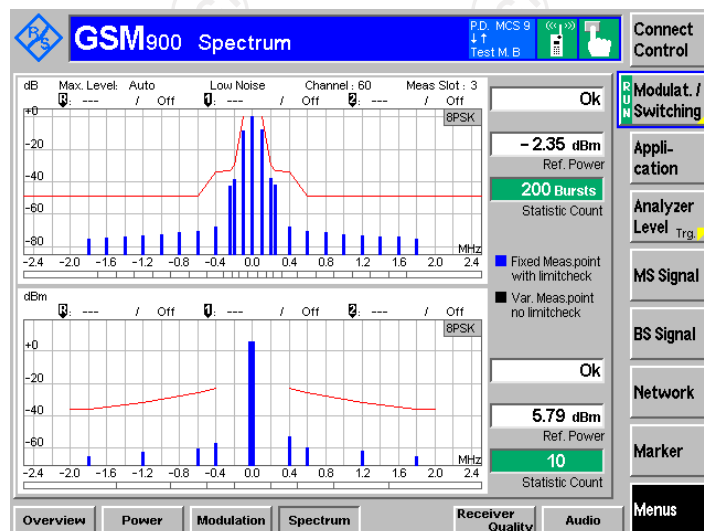 R&S
GSM900 Spectrum
P.D. MCS 9
Test M. B
Connect Control
dB Max. Level: Auto Low Noise Channel : 60 Meas Slot : 3
R: --- / Off 1: --- / Off 2: --- / Off
8PSK
+0
-20
-40
-60
-80
MHz
-2.4 -2.0 -1.6 -1.2 -0.8 -0.4 0.0 0.4 0.8 1.2 1.6 2.0 2.4
Ok
- 2.35 dBm
Ref. Power
200 Bursts
Statistic Count
Fixed Meas.point
with limitcheck
Var. Meas.point
no limitcheck
dBm
R: --- / Off 1: --- / Off 2: --- / Off
8PSK
+0
-20
-40
-60
MHz
-2.4 -2.0 -1.6 -1.2 -0.8 -0.4 0.0 0.4 0.8 1.2 1.6 2.0 2.4
Ok
5.79 dBm
Ref. Power
10
Statistic Count
RUN
Modulat. /
Switching
Appli-
cation
Analyzer
Level Trg.
MS Signal
BS Signal
Network
Marker
Menus
Overview Power Modulation Spectrum Receiver
Quality Audio